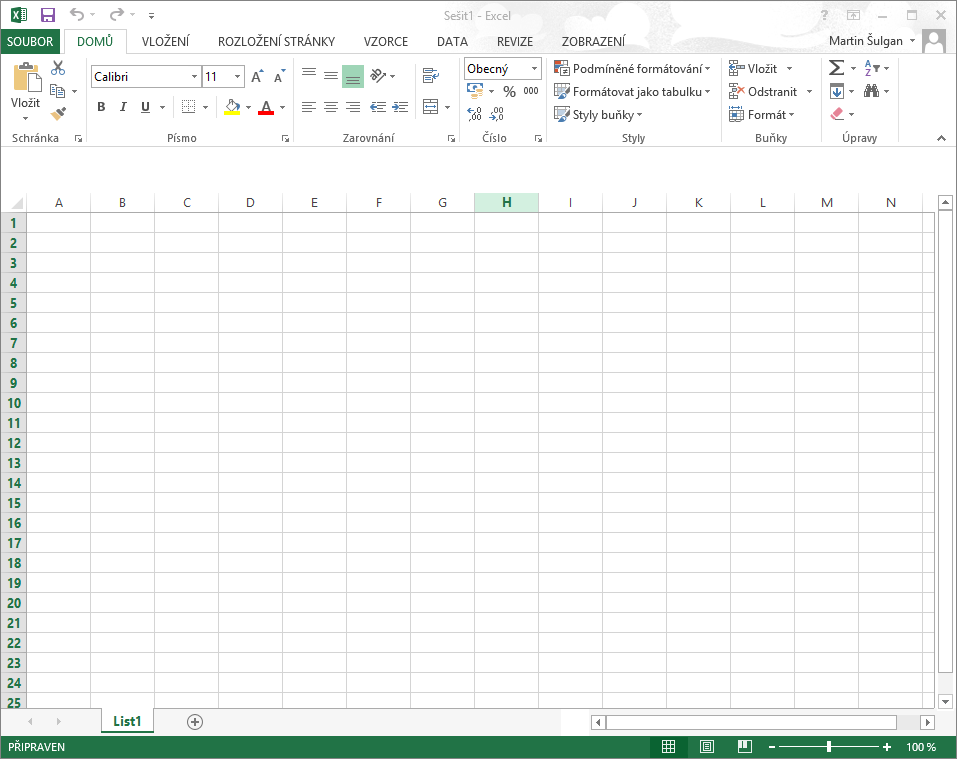 Sešit1 - Excel
?
SOUBOR DOMŮ VLOŽENÍ ROZLOŽENÍ STRÁNKY VZORCE DATA REVIZE ZOBRAZENÍ Martin Šulgan
Vložit
Calibri 11 A A
B I U A
Obecný
% 000
Podmíněné formátování
Formátovat jako tabulku
Styly buňky
Vložit
Odstranit
Formát
Schránka Písmo Zarovnání Číslo Styly Buňky Úpravy
A B C D E F G H I J K L M N
1
2
3
4
5
6
7
8
9
10
11
12
13
14
15
16
17
18
19
20
21
22
23
24
25
List1
PŘIPRAVEN 100 %